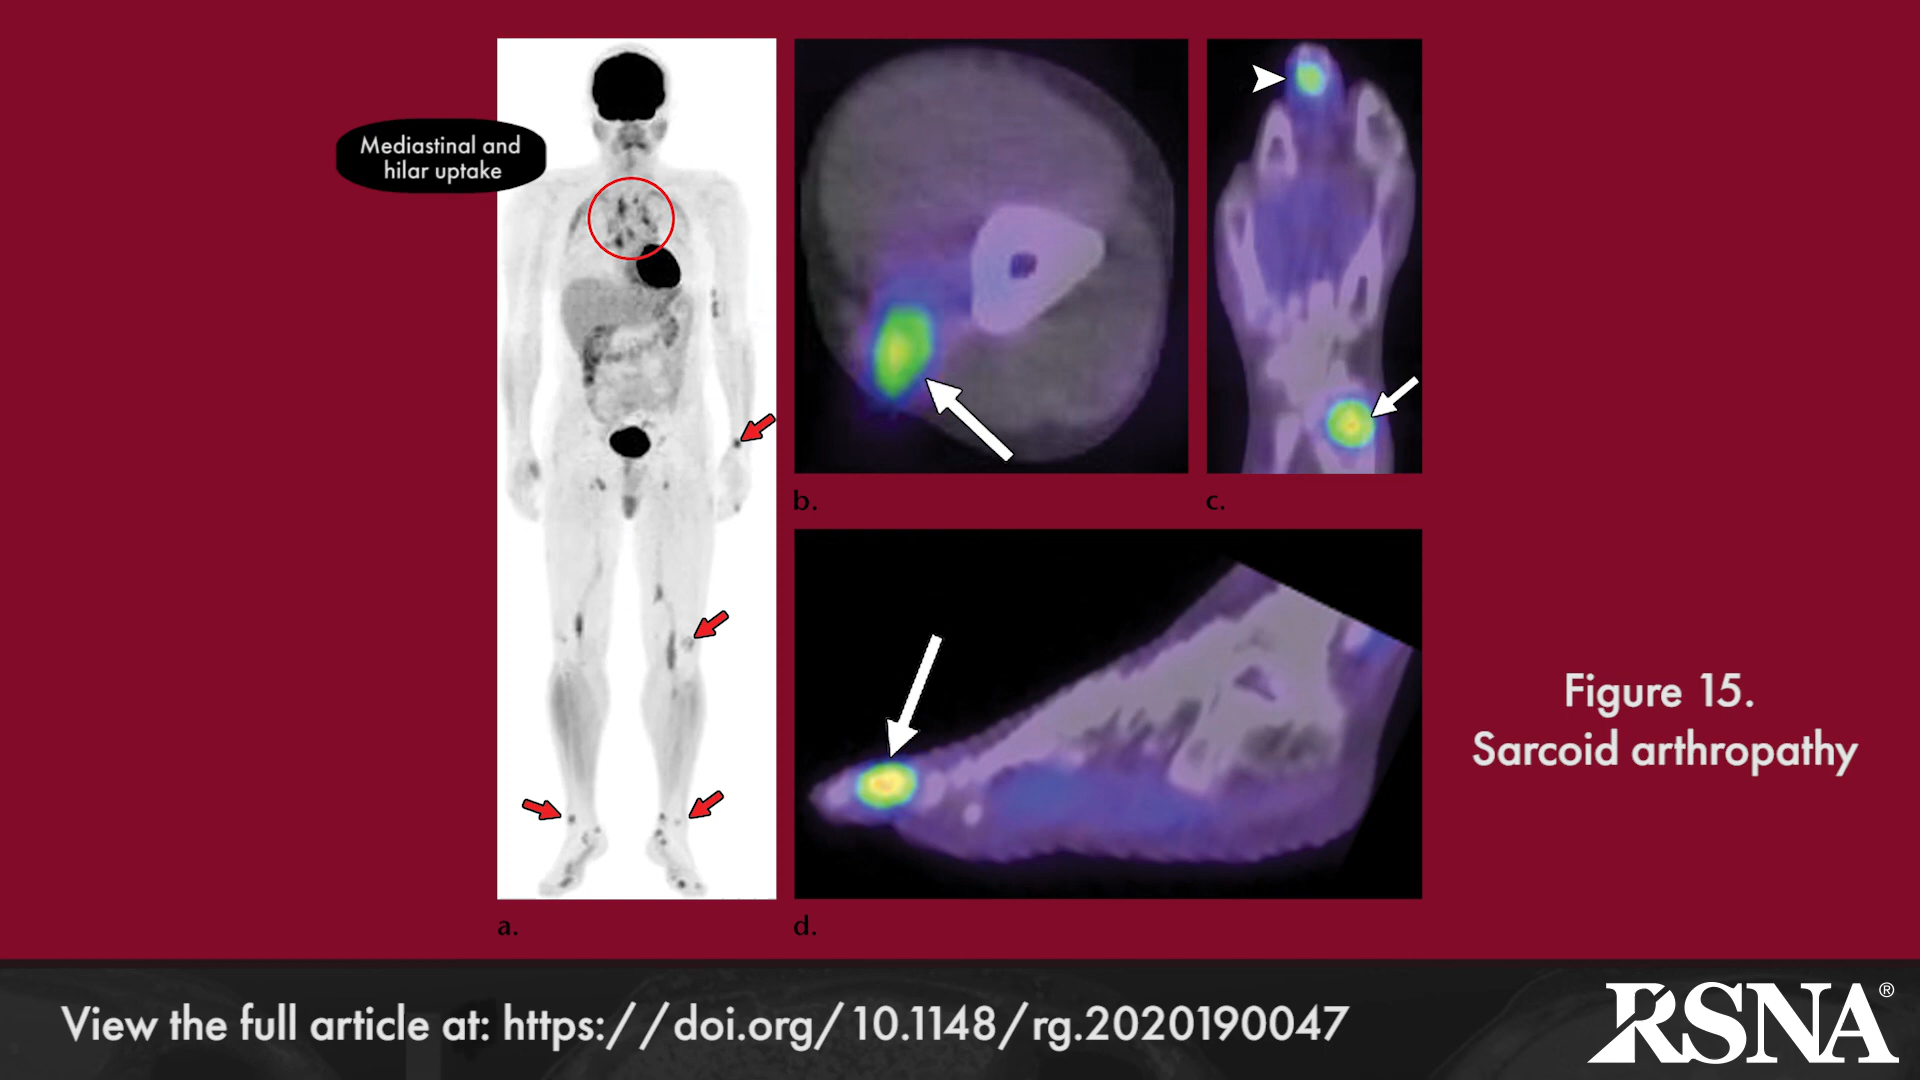 Mediastinal and
hilar uptake
b.
c.
a.
d.
Figure 15.
Sarcoid arthropathy
View the full article at: https://doi.org/10.1148/rg.2020190047
RSNA®